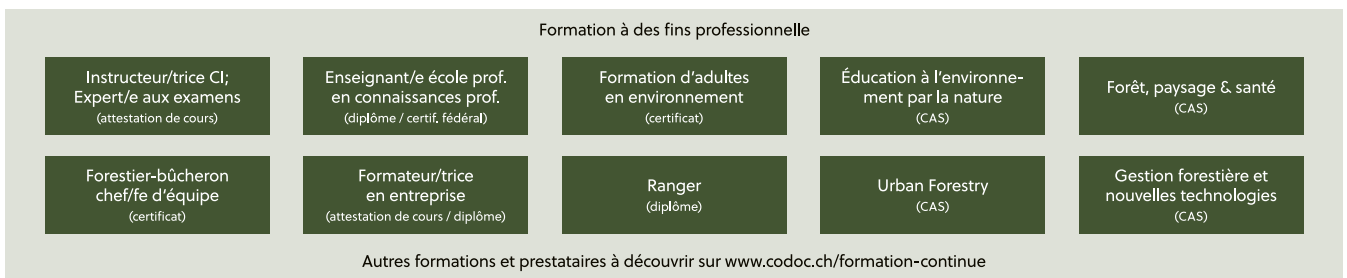 Formation à des fins professionnelle
Instructeur/trice CI;
Expert/e aux examens
(attestation de cours)
Enseignant/e école prof.
en connaissances prof.
(diplôme / certif. fédéral)
Formation d'adultes
en environnement
(certificat)
Éducation à l'environne-
ment par la nature
(CAS)
Forêt, paysage & santé
(CAS)
Forestier-bûcheron
chef/fe d'équipe
(certificat)
Formateur/trice
en entreprise
(attestation de cours / diplôme)
Ranger
(diplôme)
Urban Forestry
(CAS)
Gestion forestière et
nouvelles technologies
(CAS)
Autres formations et prestataires à découvrir sur www.codoc.ch/formation-continue